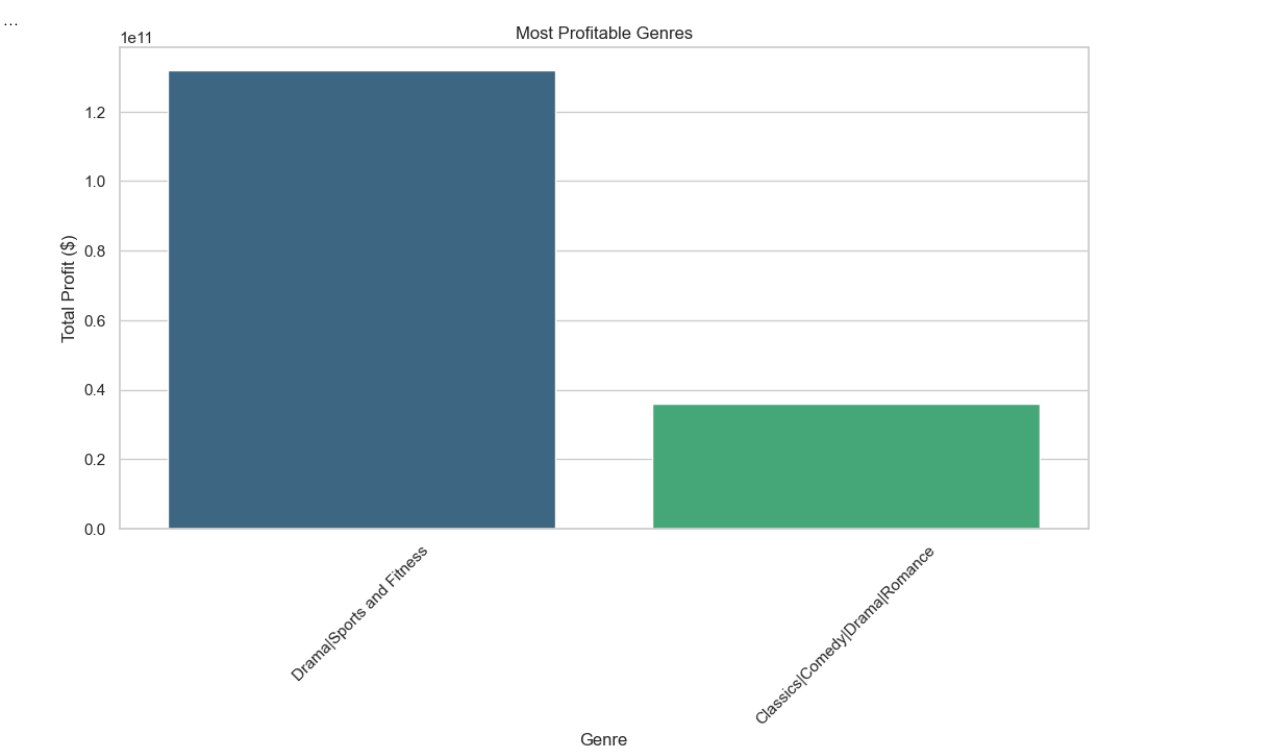 ...
Most Profitable Genres
1e11
1.2
1.0
0.8
0.6
0.4
0.2
0.0
Total Profit ($)
Drama|Sports and Fitness
Classics|Comedy|Drama|Romance
Genre